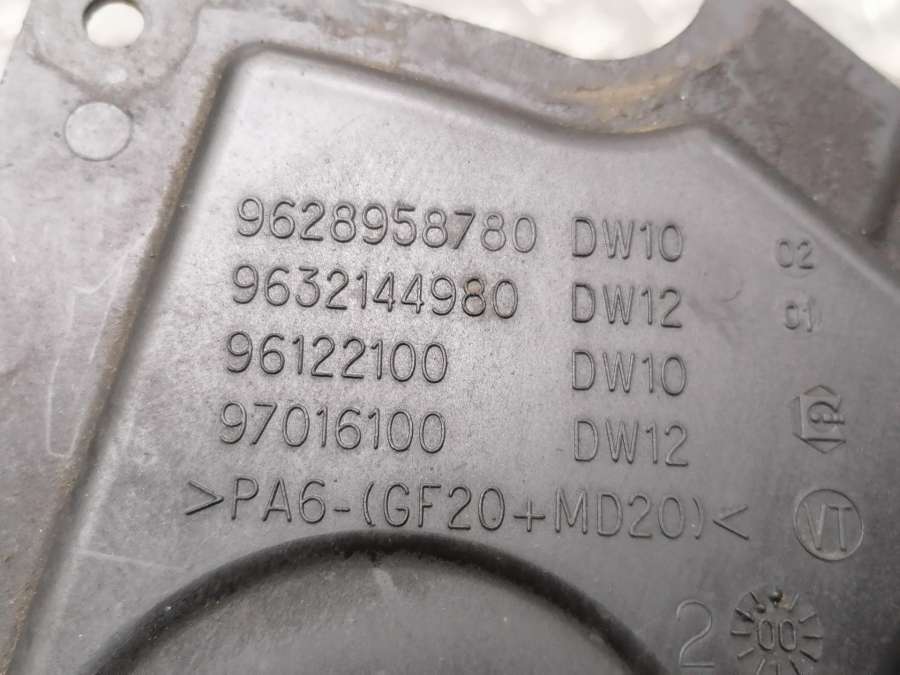 9628958780 DW10 02
9632144980 DW12 01
96122100 DW10
97016100 DW12
>PA6-(GF20+MD20)<
VT
2 00